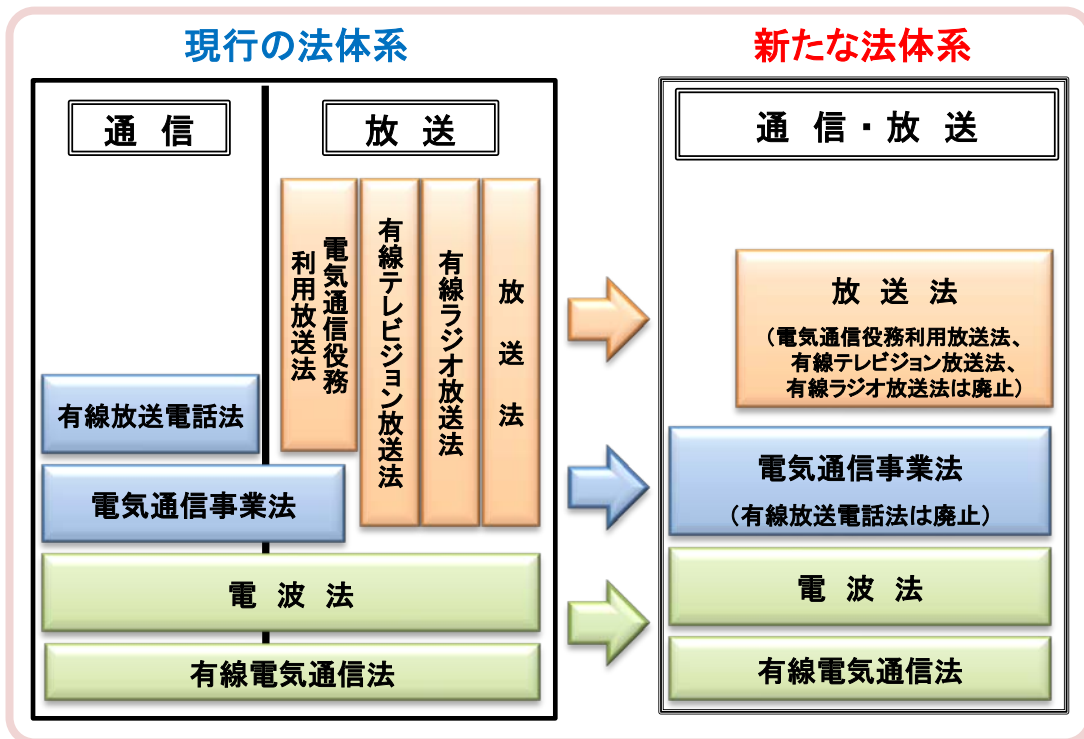 現行の法体系
通信
放送
電気通信役務
利用放送法
有線テレビジョン放送法
有線ラジオ放送法
放送法
有線放送電話法
電気通信事業法
電波法
有線電気通信法
新たな法体系
通信・放送
放送法
（電気通信役務利用放送法、
有線テレビジョン放送法、
有線ラジオ放送法は廃止）
電気通信事業法
（有線放送電話法は廃止）
電波法
有線電気通信法